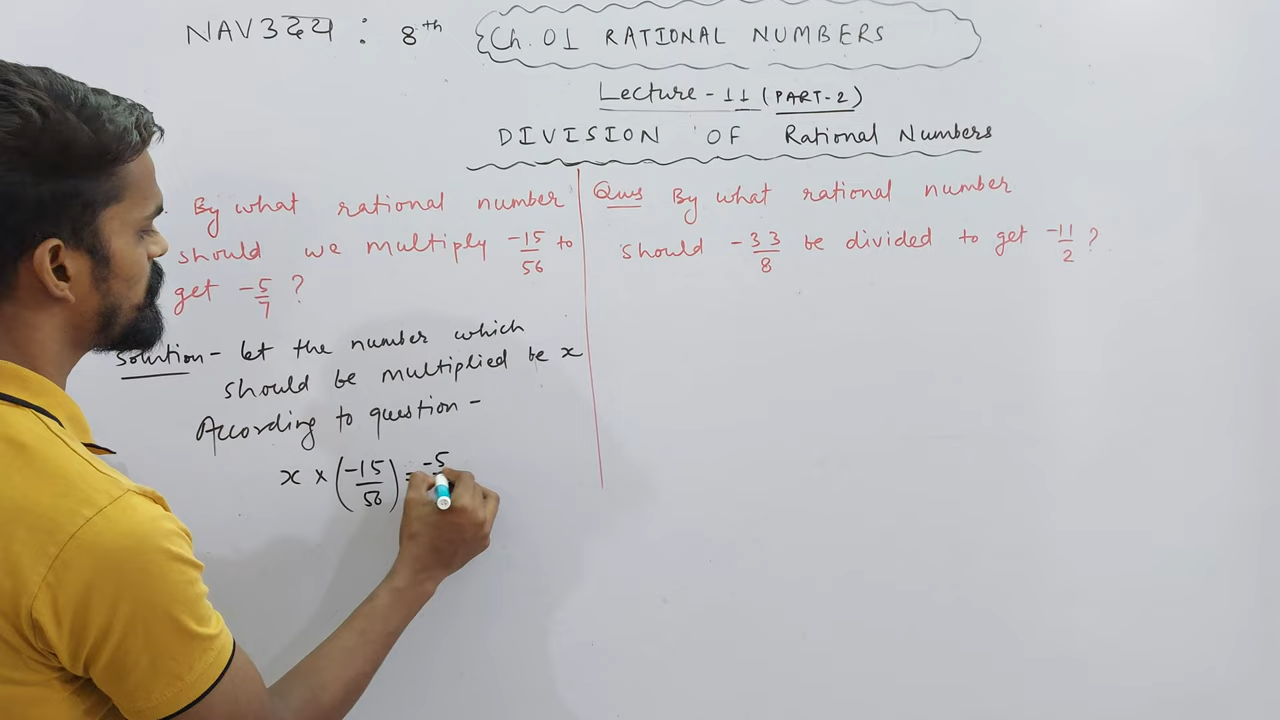 NAV3रत्न : 8th
Ch. 01 RATIONAL NUMBERS
Lecture - 11 (PART-2)
DIVISION OF Rational Numbers
By what rational number
should we multiply -15/56 to
get -5/7 ?
Solution - let the number which
should be multiplied be x
According to question -
x × (-15/56) = -5
Ques By what rational number
should -33/8 be divided to get -11/2 ?